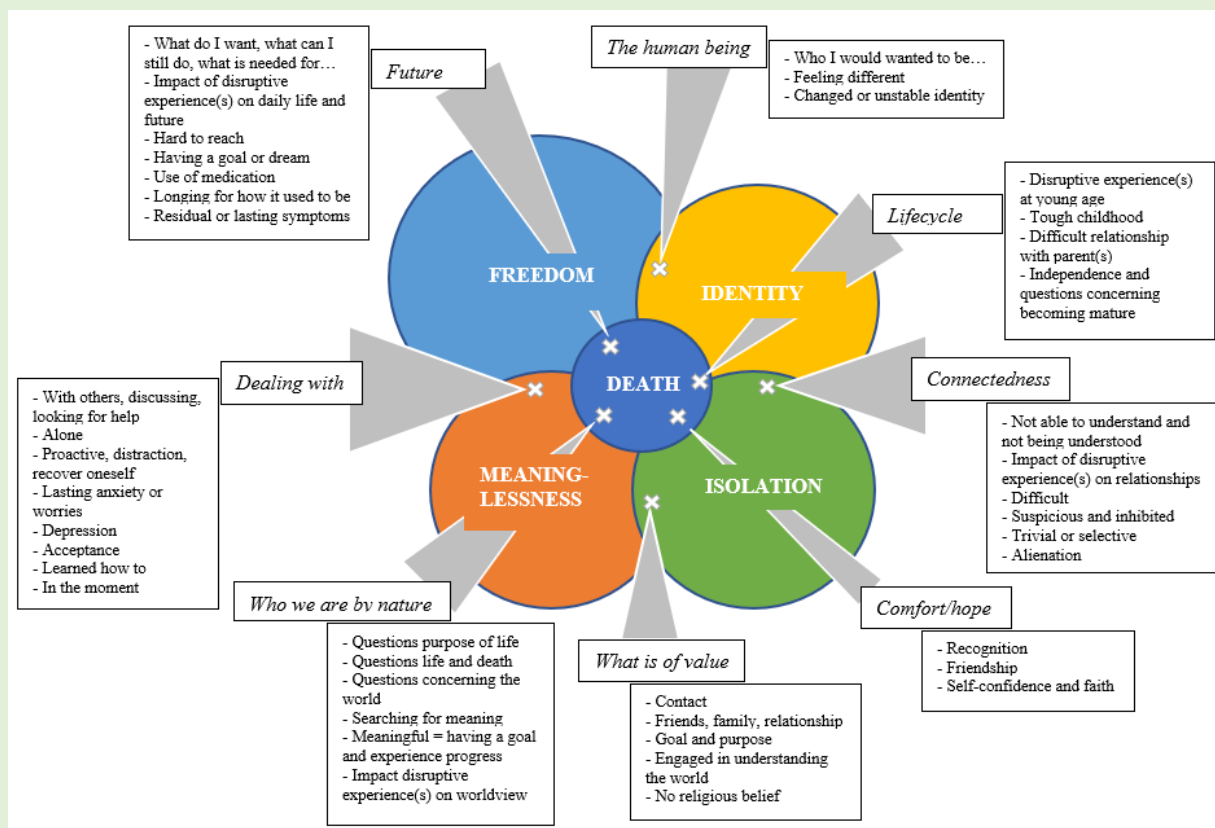 - What do I want, what can I
still do, what is needed for…
- Impact of disruptive
experience(s) on daily life and
future
- Hard to reach
- Having a goal or dream
- Use of medication
- Longing for how it used to be
- Residual or lasting symptoms
Future
The human being
- Who I would wanted to be…
- Feeling different
- Changed or unstable identity
Lifecycle
- Disruptive experience(s)
at young age
- Tough childhood
- Difficult relationship
with parent(s)
- Independence and
questions concerning
becoming mature
FREEDOM
IDENTITY
DEATH
MEANING-
LESSNESS
ISOLATION
Dealing with
- With others, discussing,
looking for help
- Alone
- Proactive, distraction,
recover oneself
- Lasting anxiety or
worries
- Depression
- Acceptance
- Learned how to
- In the moment
Connectedness
- Not able to understand and
not being understood
- Impact of disruptive
experience(s) on relationships
- Difficult
- Suspicious and inhibited
- Trivial or selective
- Alienation
Who we are by nature
- Questions purpose of life
- Questions life and death
- Questions concerning the
world
- Searching for meaning
- Meaningful = having a goal
and experience progress
- Impact disruptive
experience(s) on worldview
What is of value
- Contact
- Friends, family, relationship
- Goal and purpose
- Engaged in understanding
the world
- No religious belief
Comfort/hope
- Recognition
- Friendship
- Self-confidence and faith